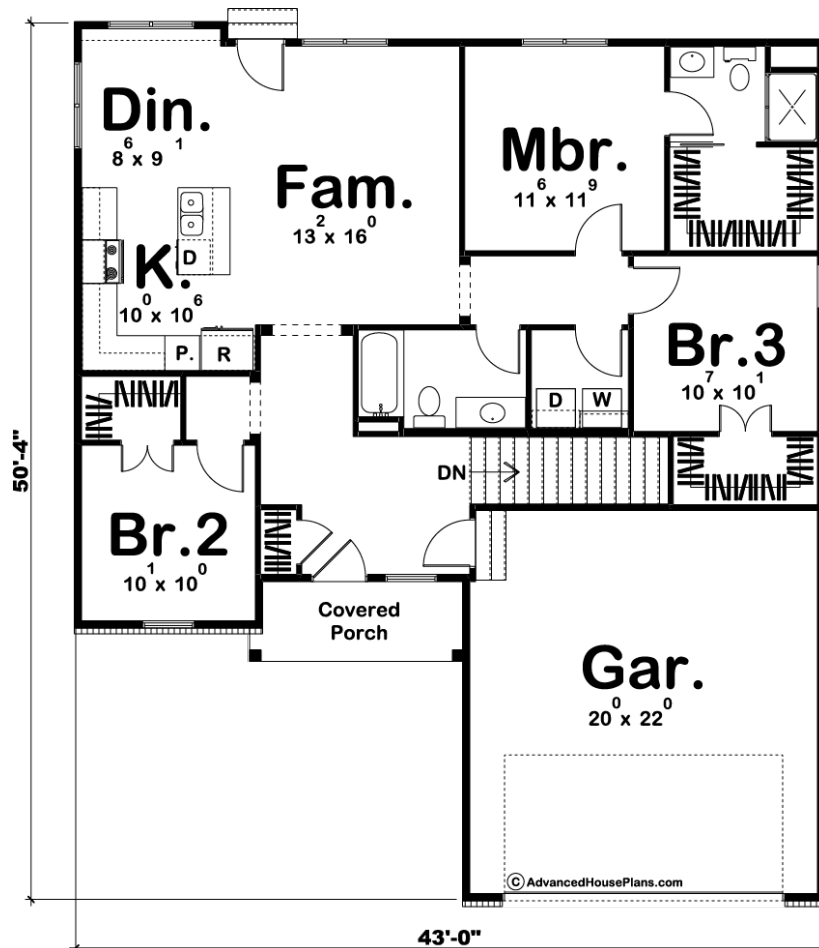 Din.
8⁶ x 9¹
Fam.
13² x 16⁰
Mbr.
11⁶ x 11⁹
D
K.
10⁰ x 10⁶
P. R
Br.3
10⁷ x 10¹
D W
DN
Br.2
10¹ x 10⁰
Covered
Porch
Gar.
20⁰ x 22⁰
© AdvancedHousePlans.com
50'-4"
43'-0"